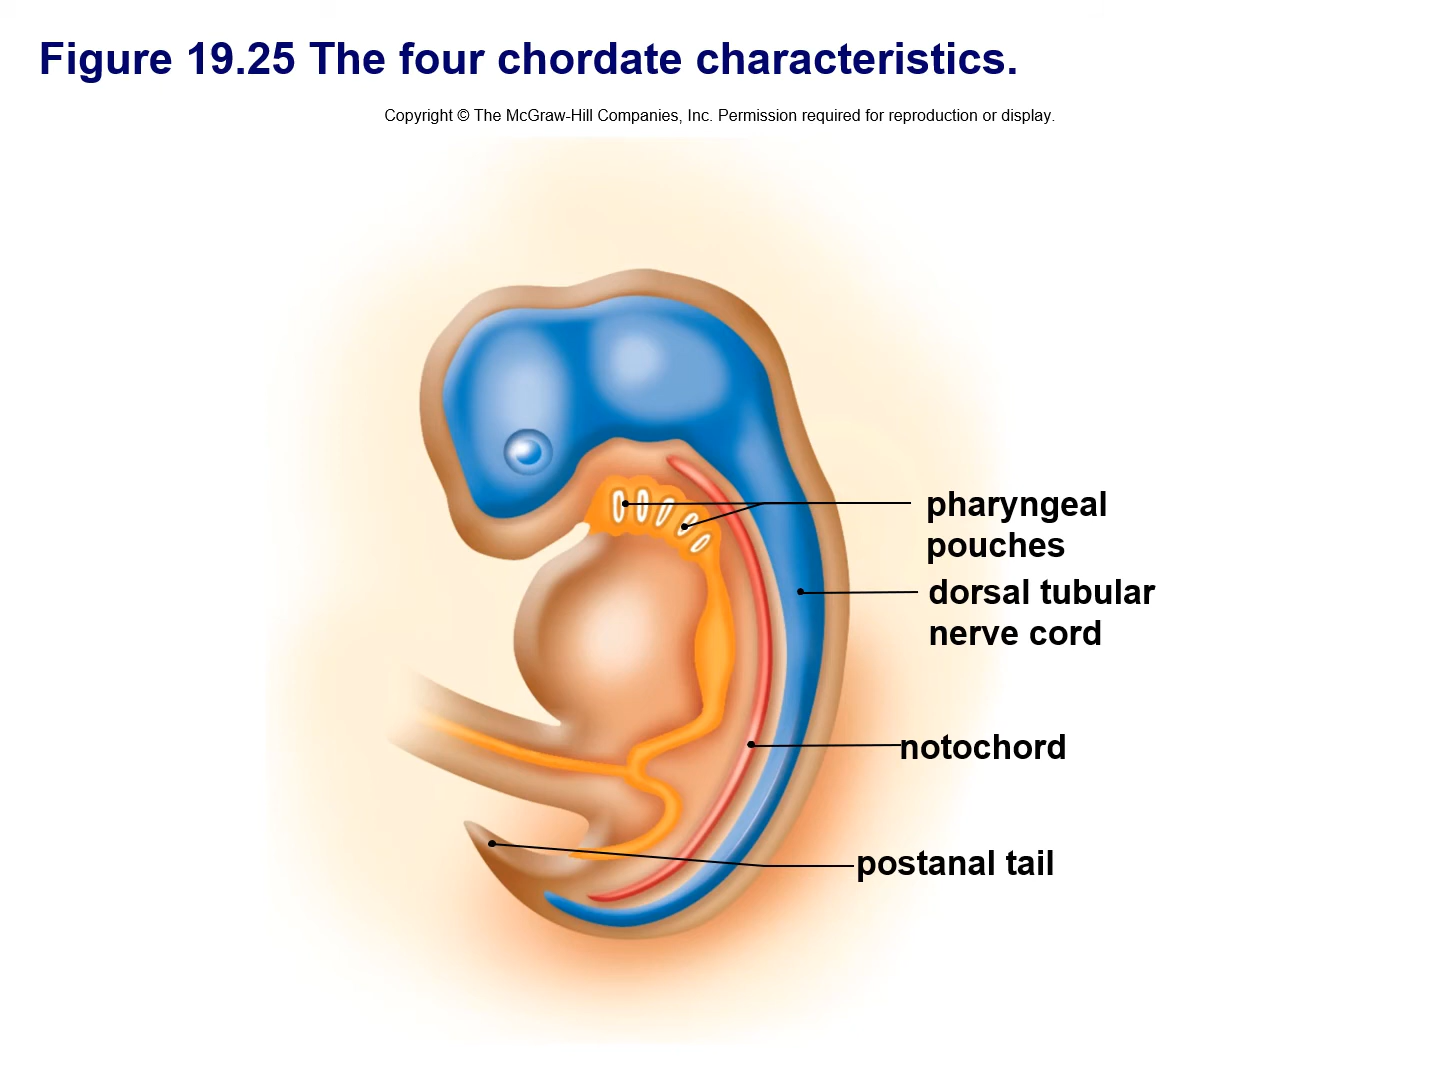 Figure 19.25 The four chordate characteristics.
Copyright © The McGraw-Hill Companies, Inc. Permission required for reproduction or display.
pharyngeal
pouches
dorsal tubular
nerve cord
notochord
postanal tail